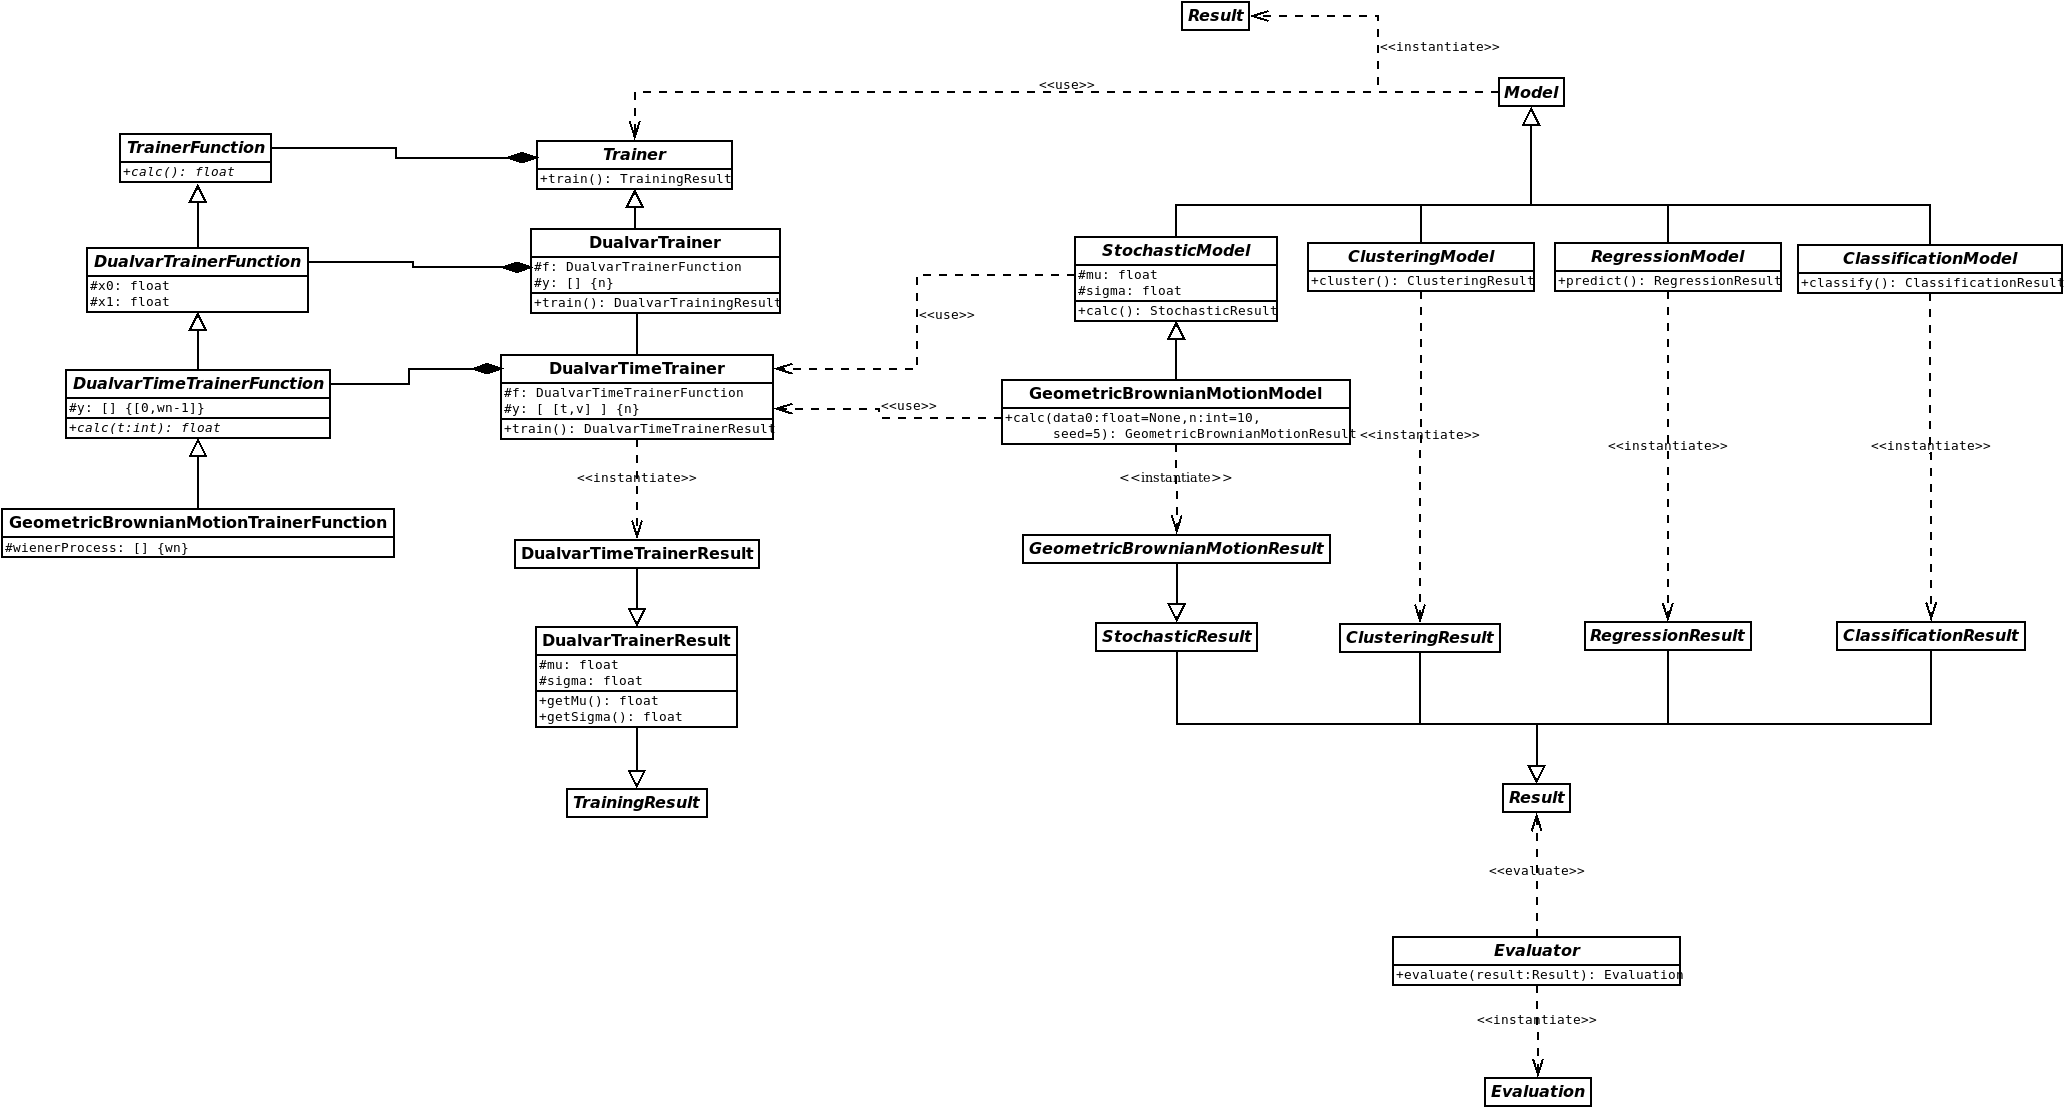 Result
<<instantiate>>
<<use>>
Model
TrainerFunction
+calc(): float
Trainer
+train(): TrainingResult
DualvarTrainerFunction
#x0: float
#x1: float
DualvarTrainer
#f: DualvarTrainerFunction
#y: [] {n}
+train(): DualvarTrainingResult
StochasticModel
#mu: float
#sigma: float
+calc(): StochasticResult
ClusteringModel
+cluster(): ClusteringResult
RegressionModel
+predict(): RegressionResult
ClassificationModel
+classify(): ClassificationResult
<<use>>
DualvarTimeTrainerFunction
#y: [] {[0,wn-1]}
+calc(t:int): float
DualvarTimeTrainer
#f: DualvarTimeTrainerFunction
#y: [ [t,v] ] {n}
+train(): DualvarTimeTrainerResult
<<use>>
GeometricBrownianMotionModel
+calc(data0:float=None,n:int=10,
seed=5): GeometricBrownianMotionResult
<<instantiate>>
<<instantiate>>
<<instantiate>>
<<instantiate>>
<<instantiate>>
GeometricBrownianMotionTrainerFunction
#wienerProcess: [] {wn}
DualvarTimeTrainerResult
GeometricBrownianMotionResult
DualvarTrainerResult
#mu: float
#sigma: float
+getMu(): float
+getSigma(): float
StochasticResult
ClusteringResult
RegressionResult
ClassificationResult
TrainingResult
Result
<<evaluate>>
Evaluator
+evaluate(result:Result): Evaluation
<<instantiate>>
Evaluation